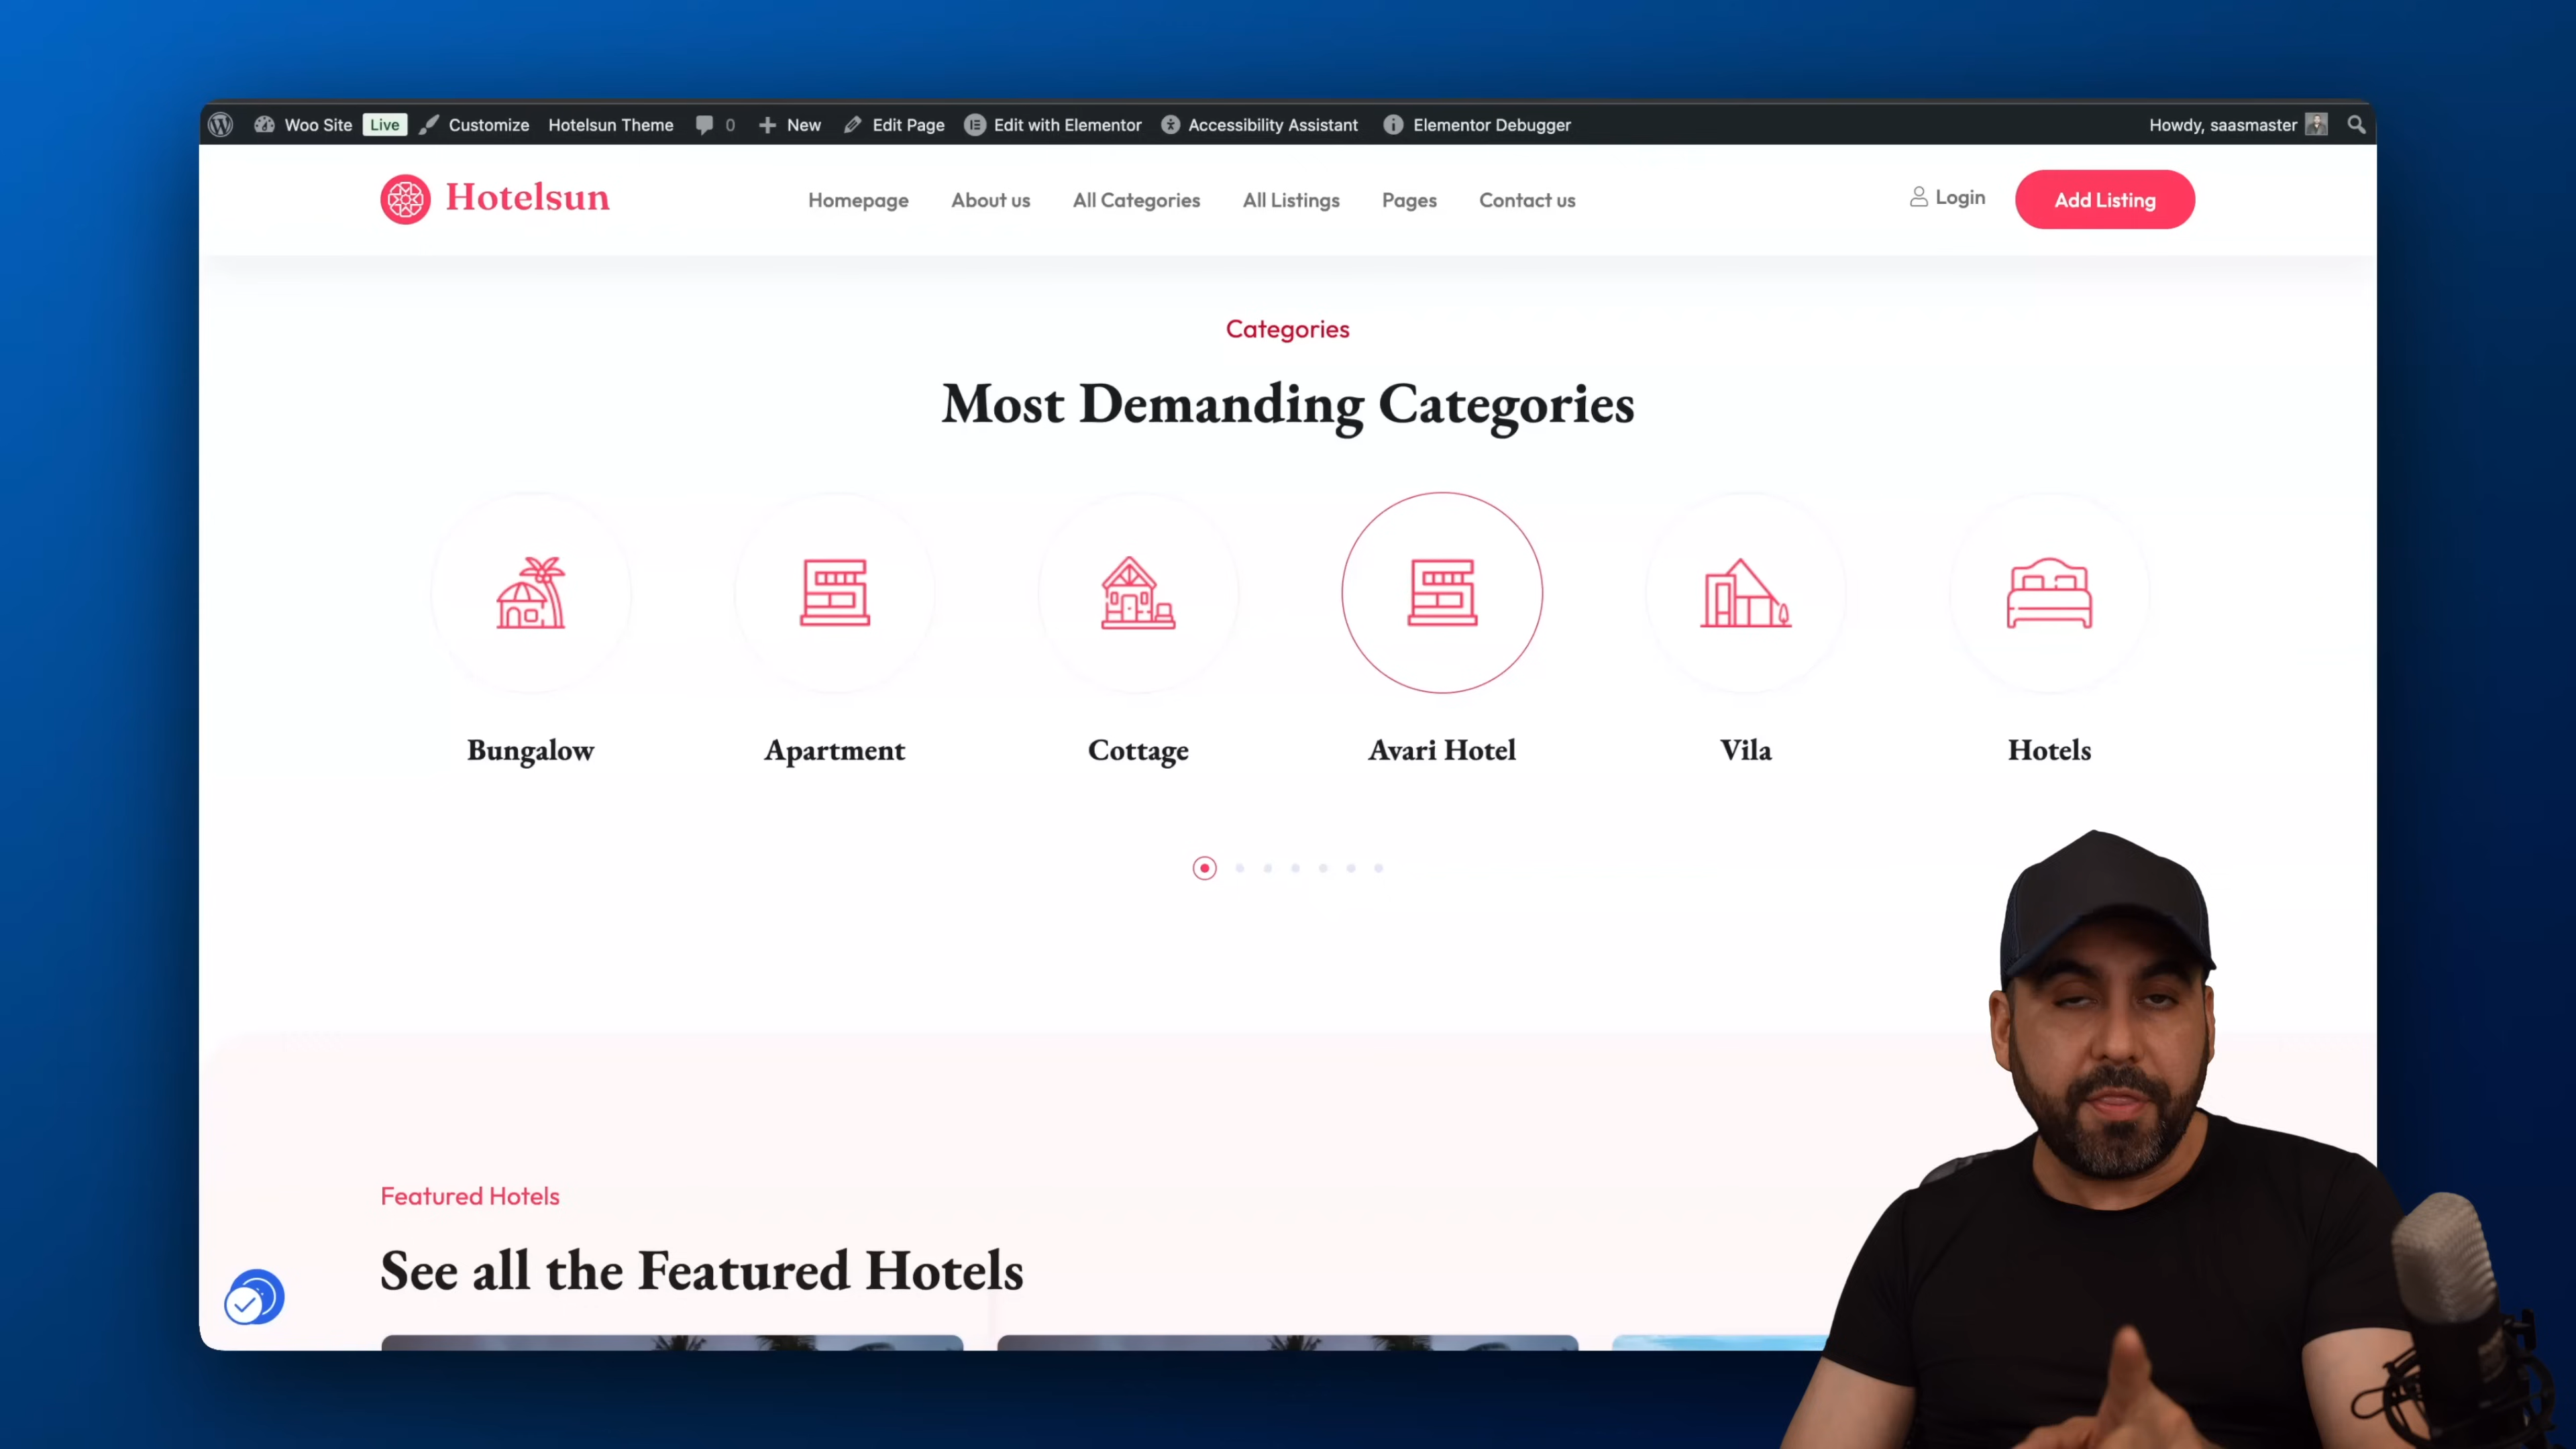 Woo Site Live Customize Hotelsun Theme 0 New Edit Page Edit with Elementor Accessibility Assistant Elementor Debugger Howdy, saasmaster
Hotelsun Homepage About us All Categories All Listings Pages Contact us Login Add Listing
Categories
Most Demanding Categories
Bungalow Apartment Cottage Avari Hotel Vila Hotels
Featured Hotels
See all the Featured Hotels